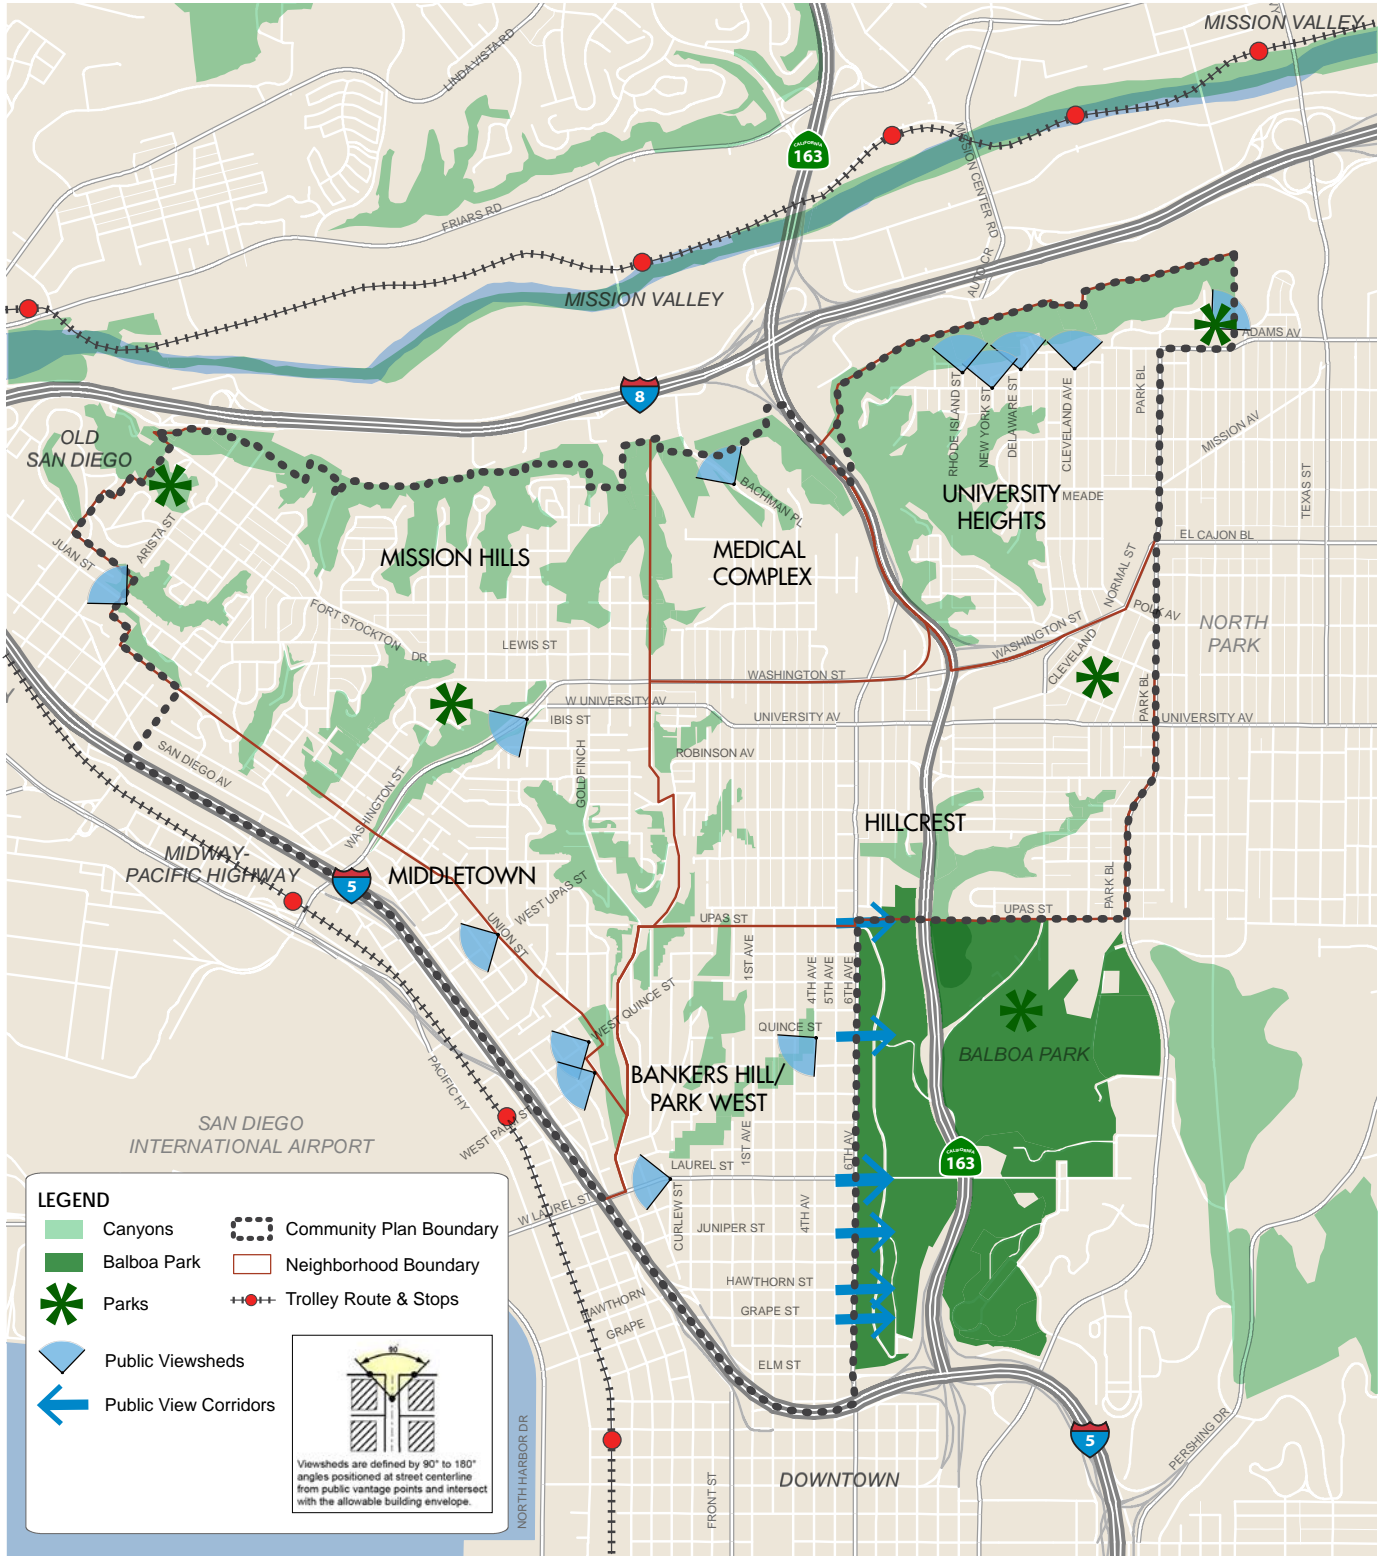 MISSION VALLEY
LINDA VISTA RD
CALIFORNIA
163
MISSION CENTER RD
FRIARS RD
AUTO CR
MISSION VALLEY
ADAMS AV
8
PARK BL
RHODE ISLAND ST
NEW YORK ST
DELAWARE ST
CLEVELAND AVE
MISSION AV
OLD
SAN DIEGO
TEXAS ST
BACHMAN PL
UNIVERSITY
HEIGHTS
MEADE
ARISTA ST
JUAN ST
MISSION HILLS
MEDICAL
COMPLEX
EL CAJON BL
NORMAL ST
POLK AV
FORT STOCKTON
DR
LEWIS ST
WASHINGTON ST
NORTH
PARK
CLEVELAND
WASHINGTON ST
W UNIVERSITY AV
PARK BL
IBIS ST
UNIVERSITY AV
UNIVERSITY AV
SAN DIEGO AV
ROBINSON AV
GOLDFINCH
WASHINGTON ST
HILLCREST
MIDWAY-
PACIFIC HIGHWAY
5
MIDDLETOWN
WEST UPAS ST
PARK BL
UNION ST
UPAS ST
UPAS ST
1ST AVE
4TH AVE
5TH AVE
6TH AVE
WEST QUINCE ST
QUINCE ST
BALBOA PARK
PACIFIC HY
BANKERS HILL/
PARK WEST
SAN DIEGO
INTERNATIONAL AIRPORT
WEST PALM S
1ST AVE
6TH AV
CALIFORNIA
163
LAUREL ST
W LAUREL ST
CURLEW ST
JUNIPER ST
4TH AV
HAWTHORN ST
HAWTHORN
GRAPE ST
GRAPE
ELM ST
LEGEND
Canyons
Balboa Park
Parks
Public Viewsheds
Public View Corridors
Community Plan Boundary
Neighborhood Boundary
Trolley Route & Stops
90°
Viewsheds are defined by 90° to 180°
angles positioned at street centerline
from public vantage points and intersect
with the allowable building envelope.
NORTH HARBOR DR
FRONT ST
DOWNTOWN
5
PERSHING DR